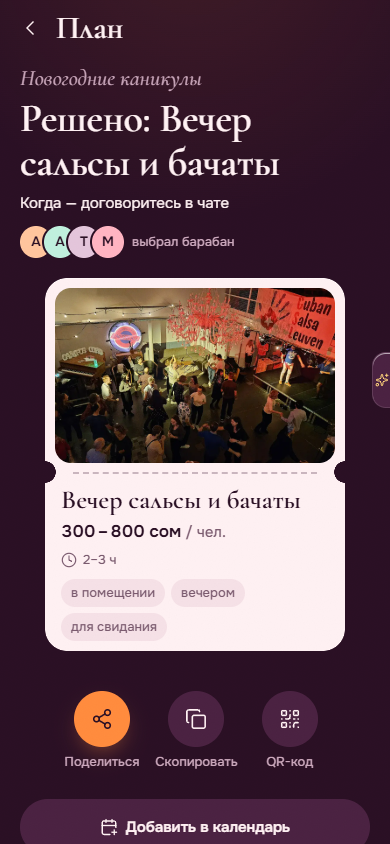 План
Новогодние каникулы
Решено: Вечер
сальсы и бачаты
Когда — договоритесь в чате
A A T M выбрал барабан
Cuban
Salsa
Leuven
Вечер сальсы и бачаты
300 – 800 сом / чел.
2–3 ч
в помещении вечером
для свидания
Поделиться Скопировать QR-код
Добавить в календарь